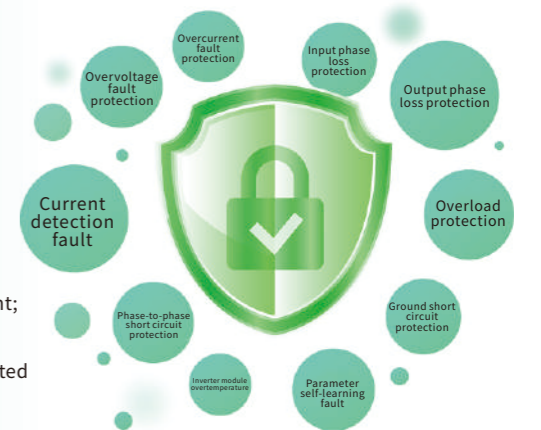 Overcurrent
fault
protection
Input phase
loss
protection
Overvoltage
fault
protection
Output phase
loss protection
Current
detection
fault
Overload
protection
nt;
Phase-to-phase
short circuit
protection
Ground short
circuit
protection
ted
Inverter module
overtemperature
Parameter
self-learning
fault